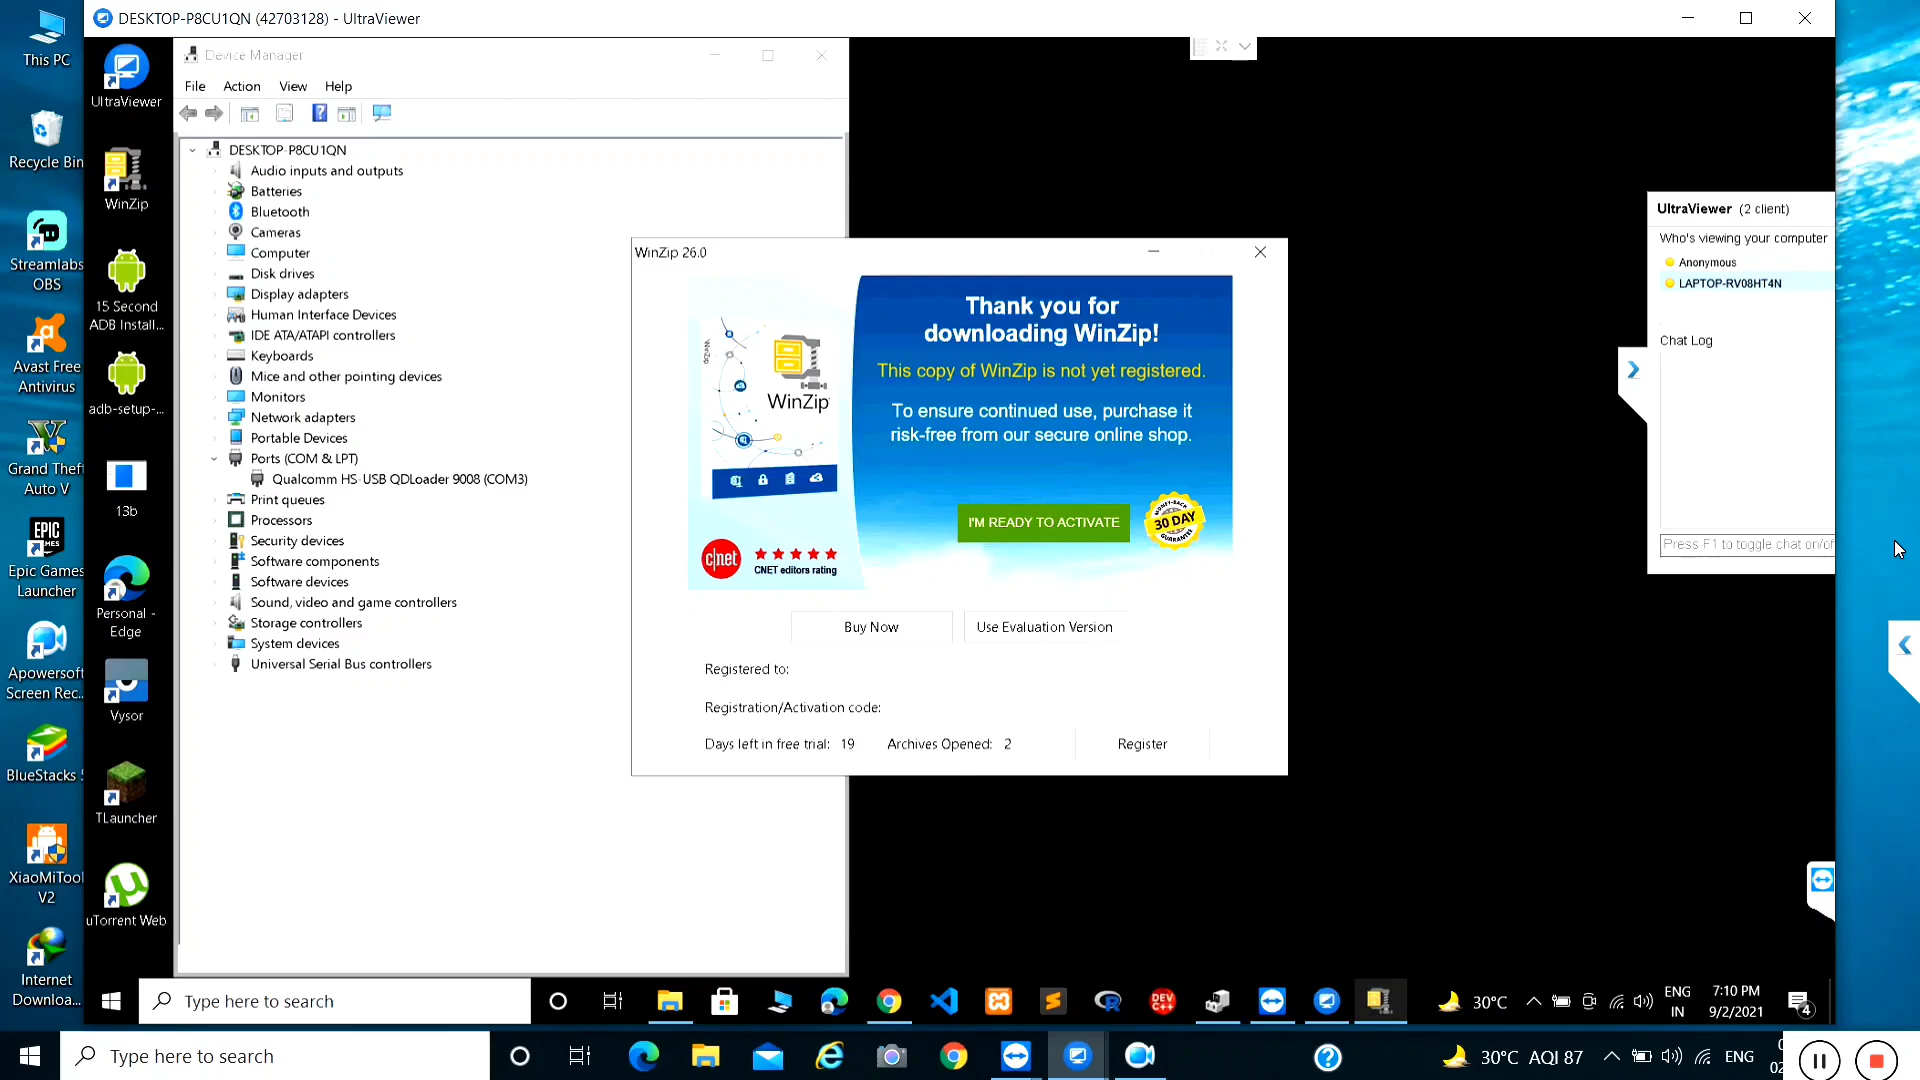 DESKTOP-P8CU1QN (42703128) - UltraViewer
This PC
Recycle Bin
Streamlabs
OBS
Avast Free
Antivirus
Grand Theft
Auto V
Epic Games
Launcher
Apowersoft
Screen Rec...
BlueStacks 5
XiaoMiTool
V2
Internet
Downloa...
UltraViewer
WinZip
15 Second
ADB Install...
adb-setup-...
13b
Personal -
Edge
Vysor
TLauncher
uTorrent Web
Device Manager
File Action View Help
DESKTOP-P8CU1QN
Audio inputs and outputs
Batteries
Bluetooth
Cameras
Computer
Disk drives
Display adapters
Human Interface Devices
IDE ATA/ATAPI controllers
Keyboards
Mice and other pointing devices
Monitors
Network adapters
Portable Devices
Ports (COM & LPT)
Qualcomm HS-USB QDLoader 9008 (COM3)
Print queues
Processors
Security devices
Software components
Software devices
Sound, video and game controllers
Storage controllers
System devices
Universal Serial Bus controllers
WinZip 26.0
WinZip
WinZip
Thank you for
downloading WinZip!
This copy of WinZip is not yet registered.
To ensure continued use, purchase it
risk-free from our secure online shop.
I'M READY TO ACTIVATE
MONEY-BACK
30 DAY
GUARANTEE
c|net
CNET editors rating
Buy Now
Use Evaluation Version
Registered to:
Registration/Activation code:
Days left in free trial: 19 Archives Opened: 2
Register
UltraViewer (2 client)
Who's viewing your computer
Anonymous
LAPTOP-RV08HT4N
Chat Log
Press F1 to toggle chat on/off
Type here to search
DEV
C++
30°C
ENG
IN
7:10 PM
9/2/2021
4
Type here to search
30°C AQI 87
ENG